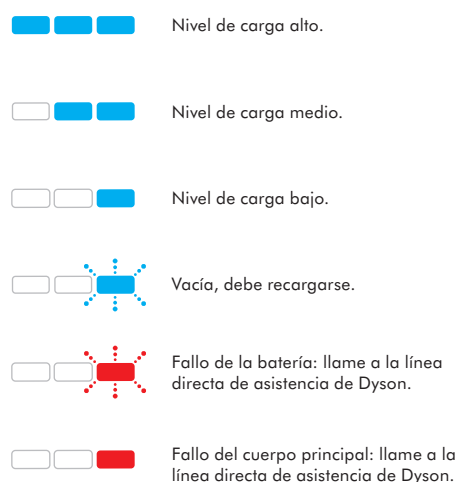 Nivel de carga alto.
Nivel de carga medio.
Nivel de carga bajo.
Vacía, debe recargarse.
Fallo de la batería: llame a la línea
directa de asistencia de Dyson.
Fallo del cuerpo principal: llame a la
línea directa de asistencia de Dyson.